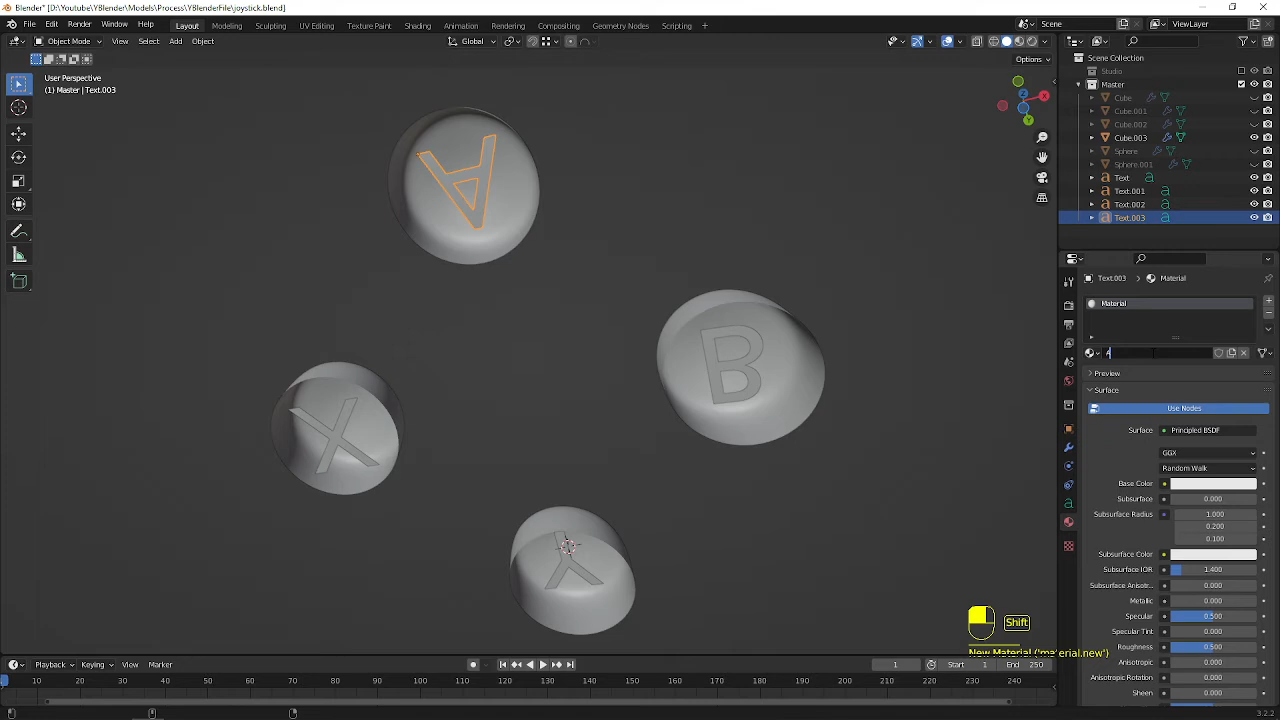 Blender* [D:\Youtube\YBlender\Models\Process\YBlenderFile\joystick.blend]
File Edit Render Window Help Layout Modeling Sculpting UV Editing Texture Paint Shading Animation Rendering Compositing Geometry Nodes Scripting + Scene ViewLayer
Object Mode View Select Add Object Global
Options
User Perspective
(1) Master | Text.003
Scene Collection
Studio
Master
Cube
Cube.001
Cube.002
Cube.003
Sphere
Sphere.001
Text
Text.001
Text.002
Text.003
X
Y
Z
A
B
X
Y
Text.003 > Material
Material
A
Preview
Surface
Use Nodes
Surface Principled BSDF
GGX
Random Walk
Base Color
Subsurface 0.000
Subsurface Radius 1.000
0.200
0.100
Subsurface Color
Subsurface IOR 1.400
Subsurface Anisotr.. 0.000
Metallic 0.000
Specular 0.500
Specular Tint 0.000
Roughness 0.500
Anisotropic 0.000
Anisotropic Rotation 0.000
Sheen 0.000
Shift
New Material ('material.new')
Playback Keying View Marker 1 Start 1 End 250
10 20 30 40 50 60 70 80 90 100 110 120 130 140 150 160 170 180 190 200 210 220 230 240
3.2.2